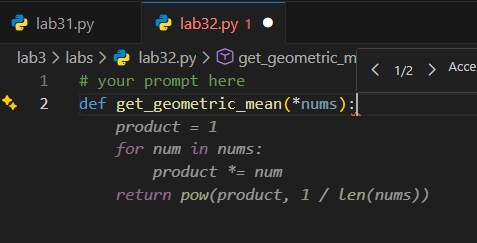 lab31.py lab32.py 1
lab3 > labs > lab32.py > get_geometric_m
1/2 Acce
1 # your prompt here
2 def get_geometric_mean(*nums):
product = 1
for num in nums:
product *= num
return pow(product, 1 / len(nums))